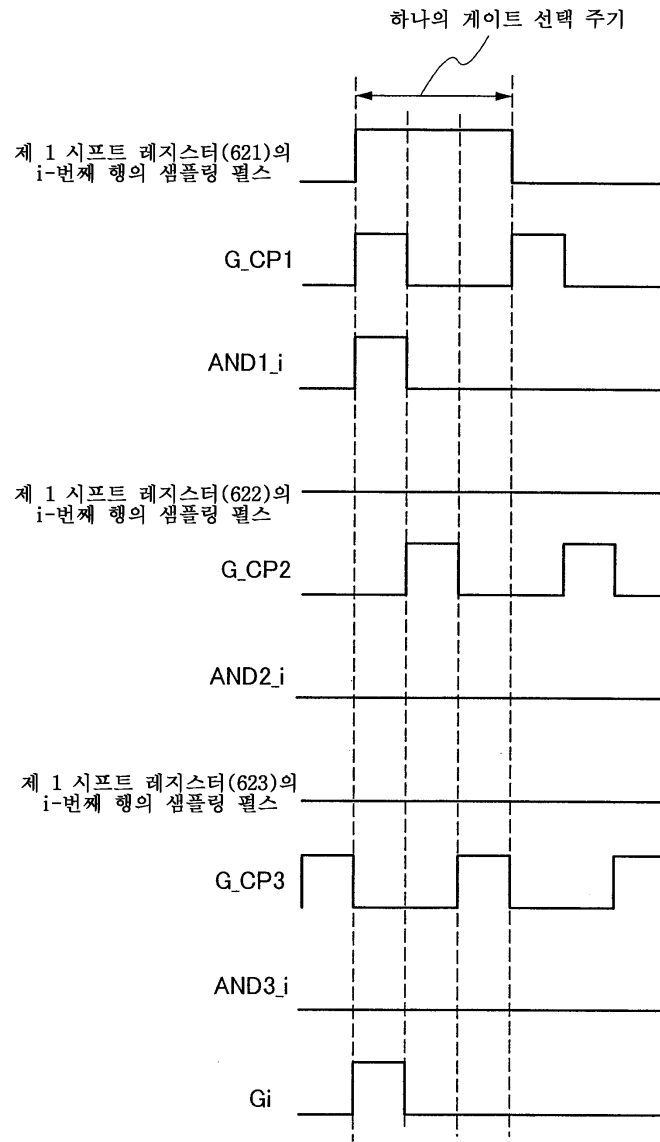 하나의 게이트 선택 주기
제 1 시프트 레지스터(621)의
i-번째 행의 샘플링 펄스
G_CP1
AND1_i
제 1 시프트 레지스터(622)의
i-번째 행의 샘플링 펄스
G_CP2
AND2_i
제 1 시프트 레지스터(623)의
i-번째 행의 샘플링 펄스
G_CP3
AND3_i
Gi